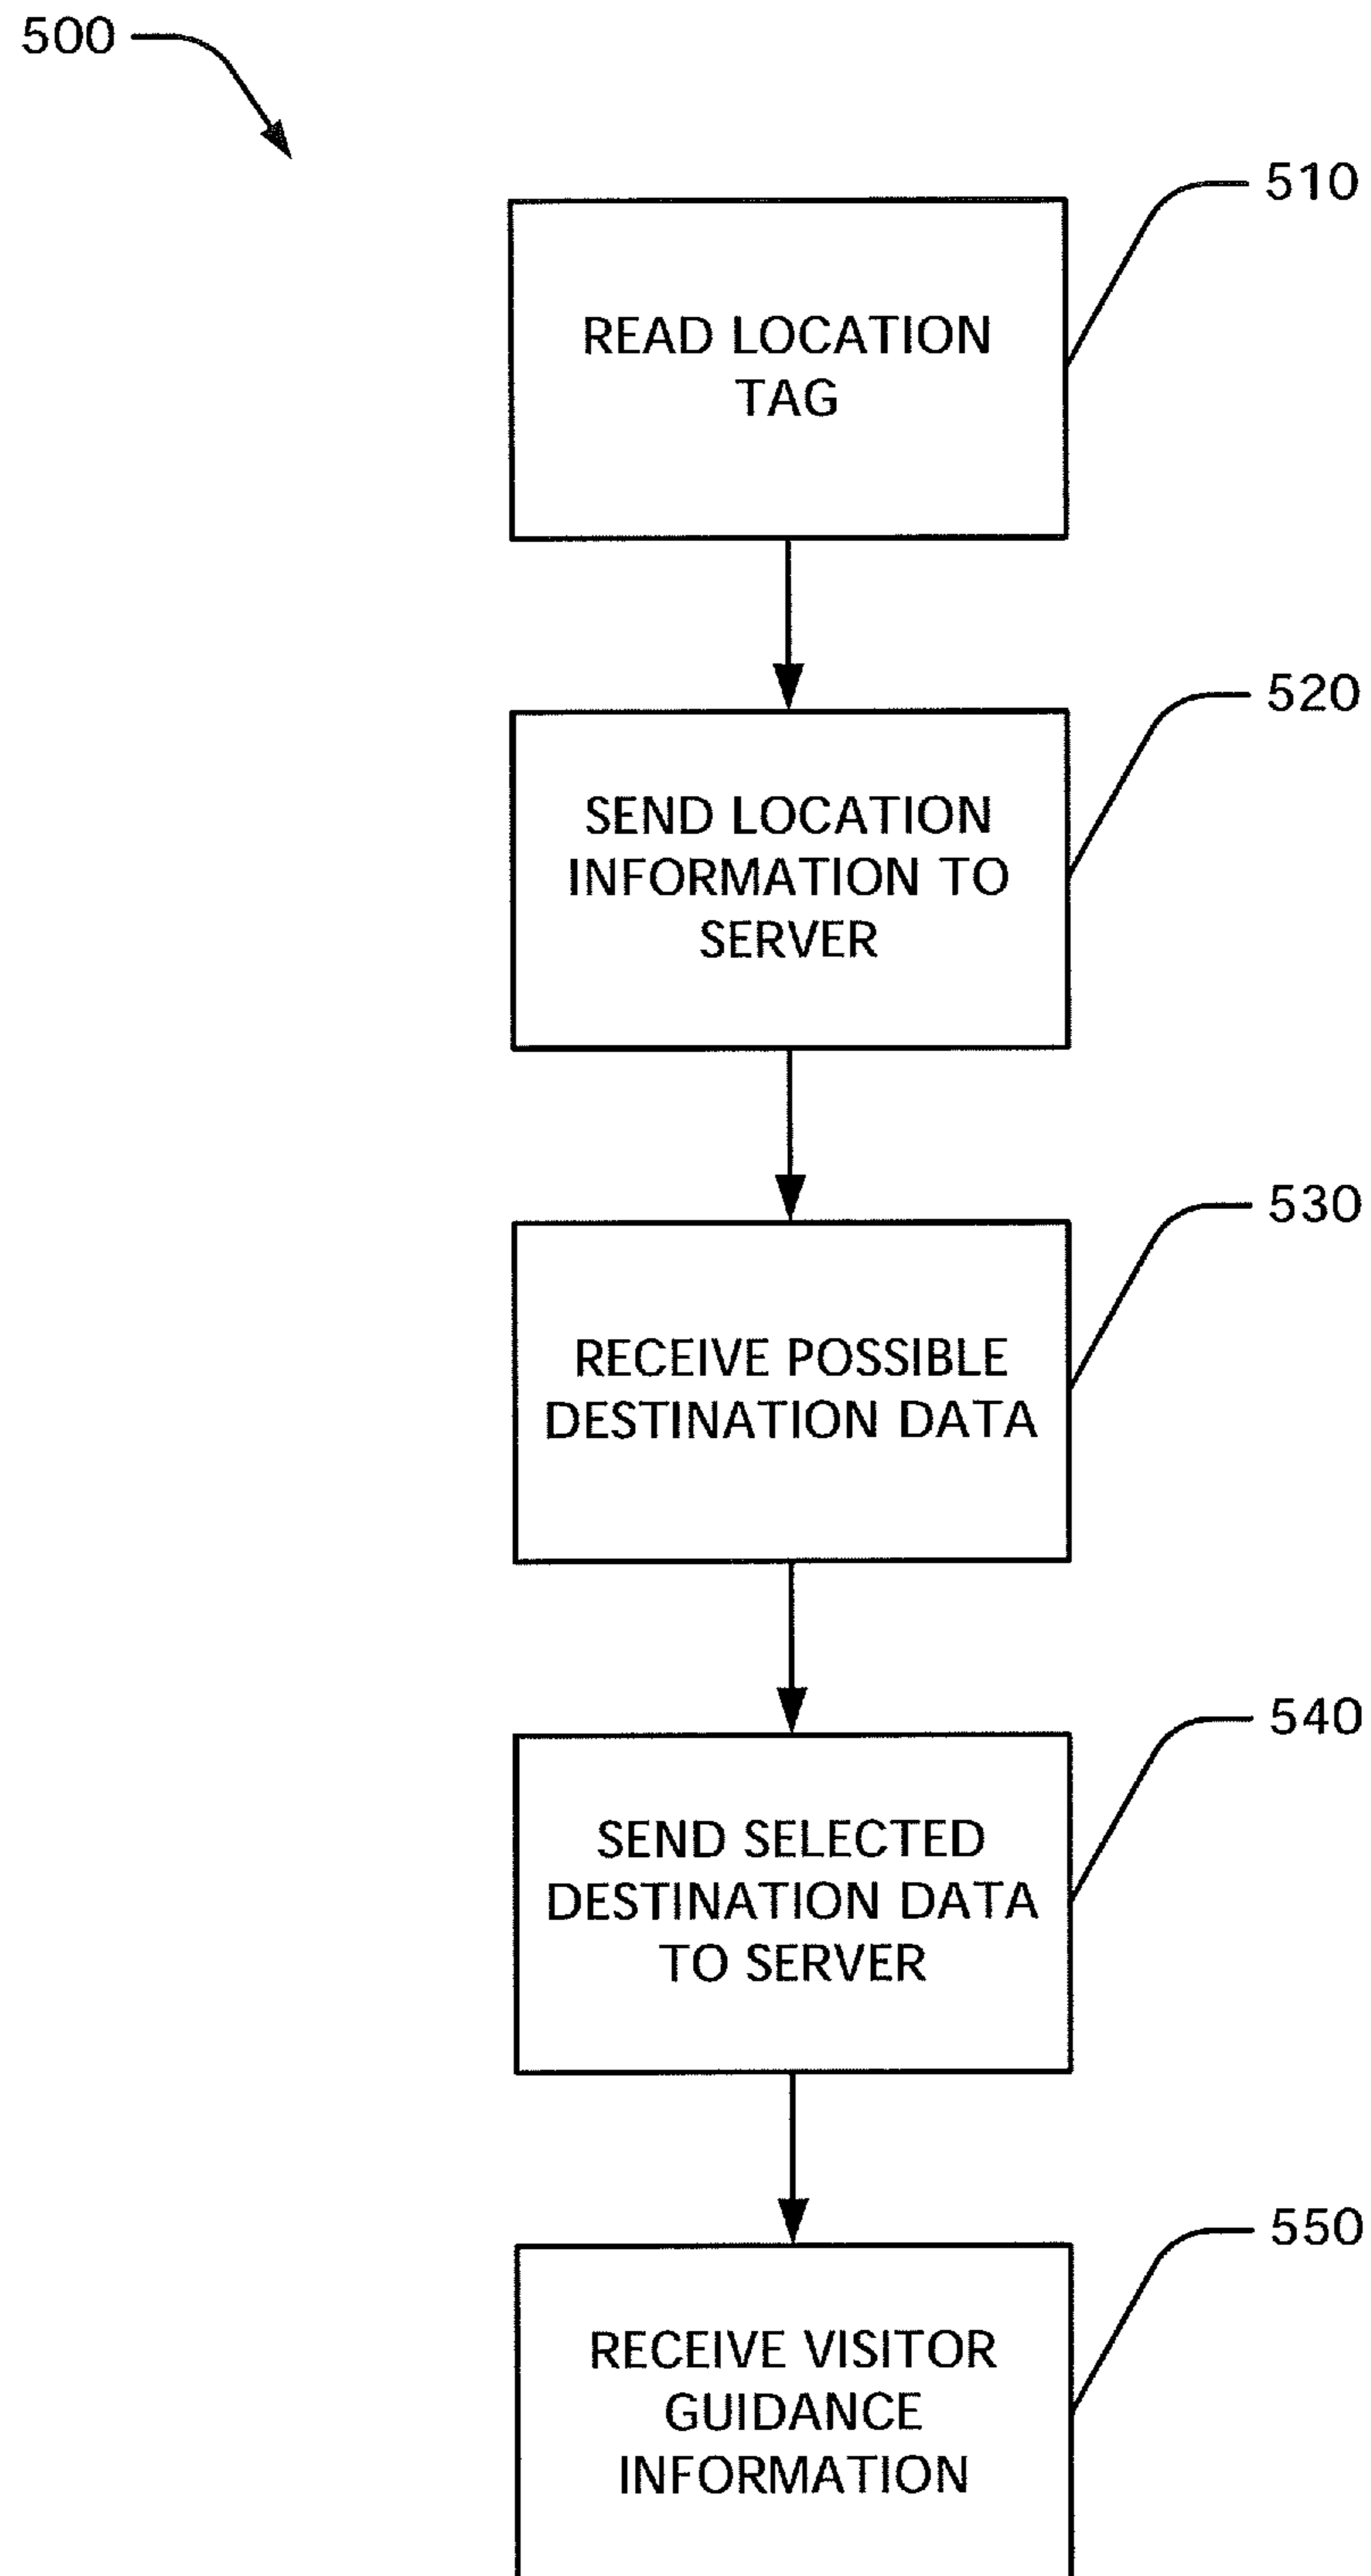 500
510
READ LOCATION
TAG
520
SEND LOCATION
INFORMATION TO
SERVER
530
RECEIVE POSSIBLE
DESTINATION DATA
540
SEND SELECTED
DESTINATION DATA
TO SERVER
550
RECEIVE VISITOR
GUIDANCE
INFORMATION